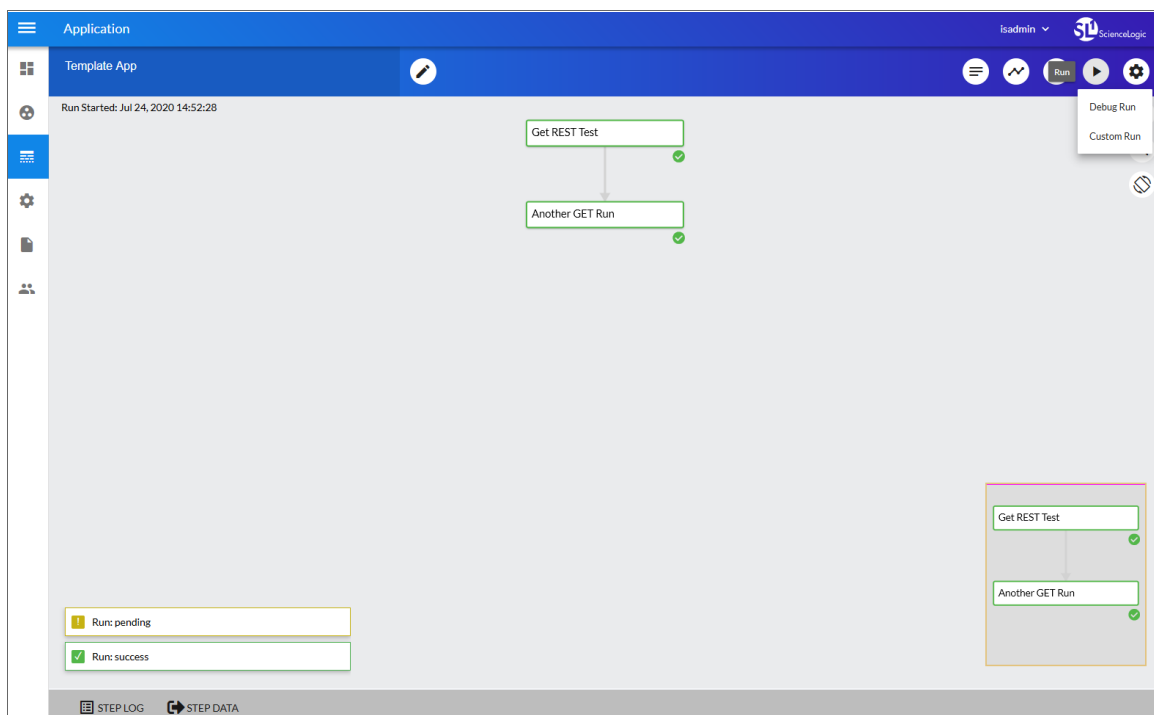 Application
isadmin
SL1 ScienceLogic
Template App
Run
Debug Run
Custom Run
Run Started: Jul 24, 2020 14:52:28
Get REST Test
Another GET Run
Get REST Test
Another GET Run
Run: pending
Run: success
STEP LOG STEP DATA